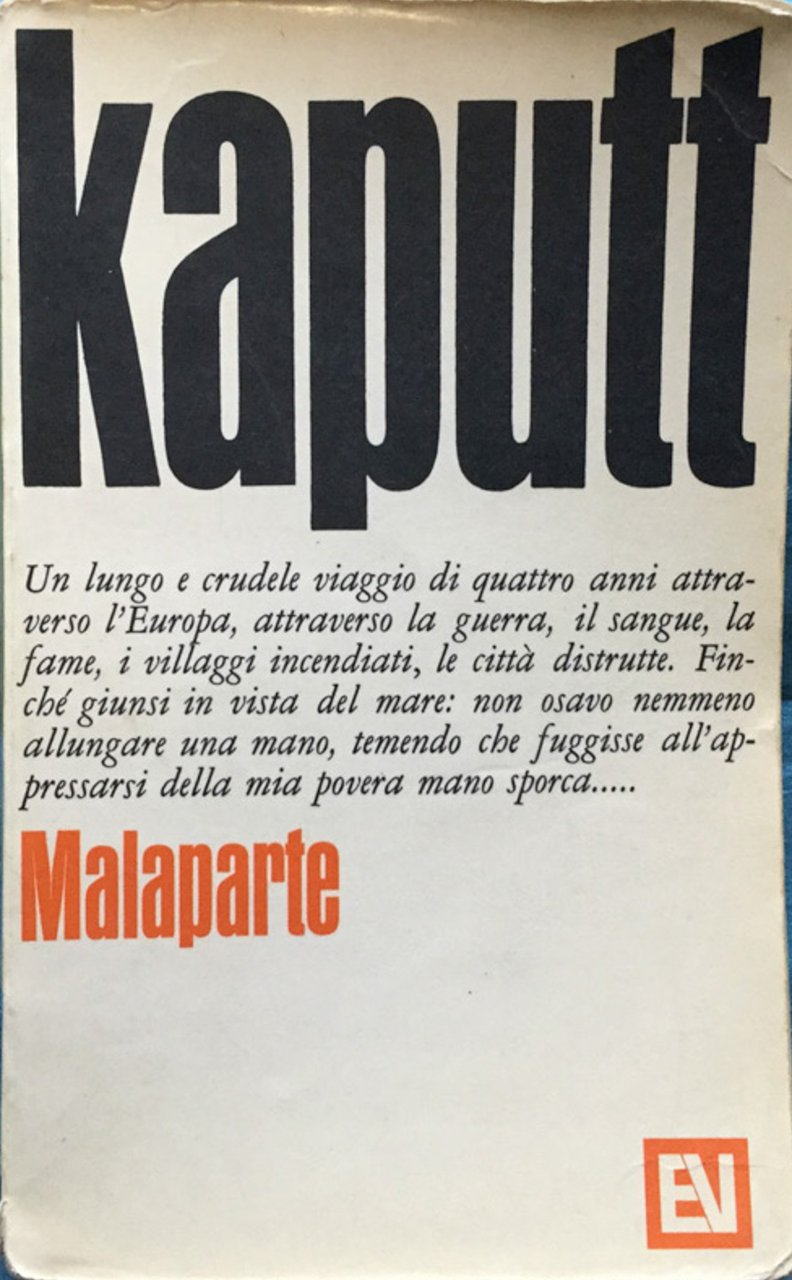 kaputt
Un lungo e crudele viaggio di quattro anni attra-
verso l'Europa, attraverso la guerra, il sangue, la
fame, i villaggi incendiati, le città distrutte. Fin-
ché giunsi in vista del mare: non osavo nemmeno
allungare una mano, temendo che fuggisse all'ap-
pressarsi della mia povera mano sporca.....
Malaparte
EV